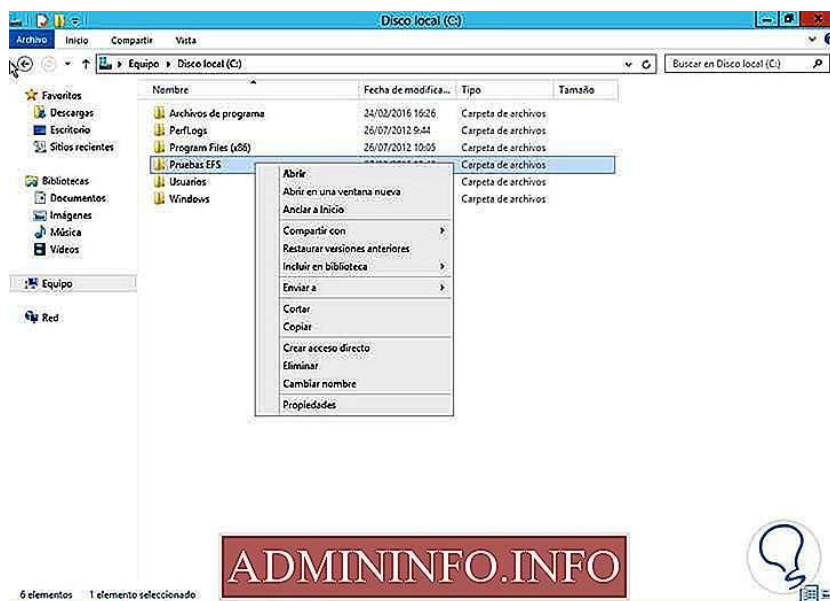 Disco local (C:)
Archivo Inicio Compartir Vista
Equipo Disco local (C:)
Buscar en Disco local (C:)
Nombre Fecha de modifica... Tipo Tamaño
Favoritos
Descargas
Escritorio
Sitios recientes
Bibliotecas
Documentos
Imágenes
Música
Vídeos
Equipo
Red
Archivos de programa 24/02/2016 16:26 Carpeta de archivos
PerfLogs 26/07/2012 9:44 Carpeta de archivos
Program Files (x86) 26/07/2012 10:05 Carpeta de archivos
Pruebas EFS Carpeta de archivos
Usuarios Carpeta de archivos
Windows Carpeta de archivos
Abrir
Abrir en una ventana nueva
Anclar a Inicio
Compartir con
Restaurar versiones anteriores
Incluir en biblioteca
Enviar a
Cortar
Copiar
Crear acceso directo
Eliminar
Cambiar nombre
Propiedades
ADMININFO.INFO
6 elementos 1 elemento seleccionado